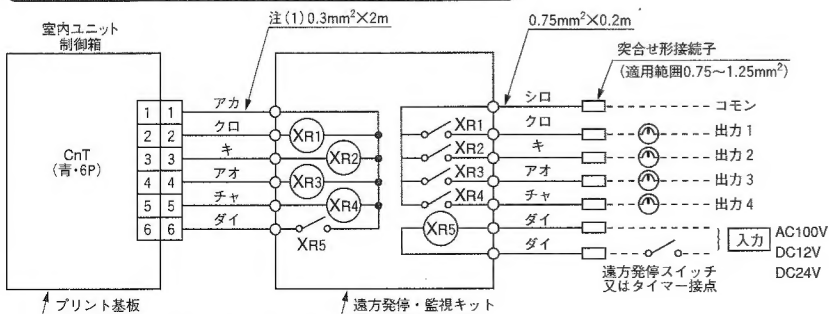 注(1) 0.3mm²×2m
0.75mm²×0.2m
室内ユニット
制御箱
突合せ形接続子
(適用範囲0.75～1.25mm²)
CnT
(青・6P)
1 1 アカ
2 2 クロ XR1
3 3 キ XR2
4 4 アオ XR3
5 5 チャ XR4
6 6 ダイ XR5
シロ コモン
XR1 クロ 出力1
XR2 キ 出力2
XR3 アオ 出力3
XR4 チャ 出力4
XR5 ダイ
ダイ
入力
AC100V
DC12V
DC24V
遠方発停スイッチ
又はタイマー接点
プリント基板
遠方発停・監視キット